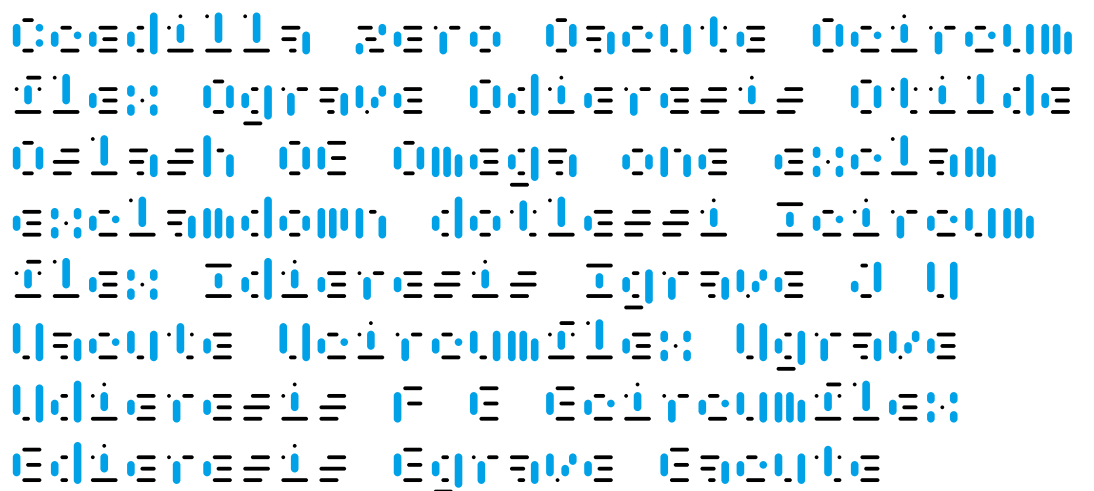 Ccedilla zero Oacute Ocircum
flex Ograve Odieresis Otilde
Oslash OE Omega one exclam
exclamdown dotlessi Icircum
flex Idieresis Igrave J U
Uacute Ucircumflex Ugrave
Udieresis F E Ecircumflex
Edieresis Egrave Eacute